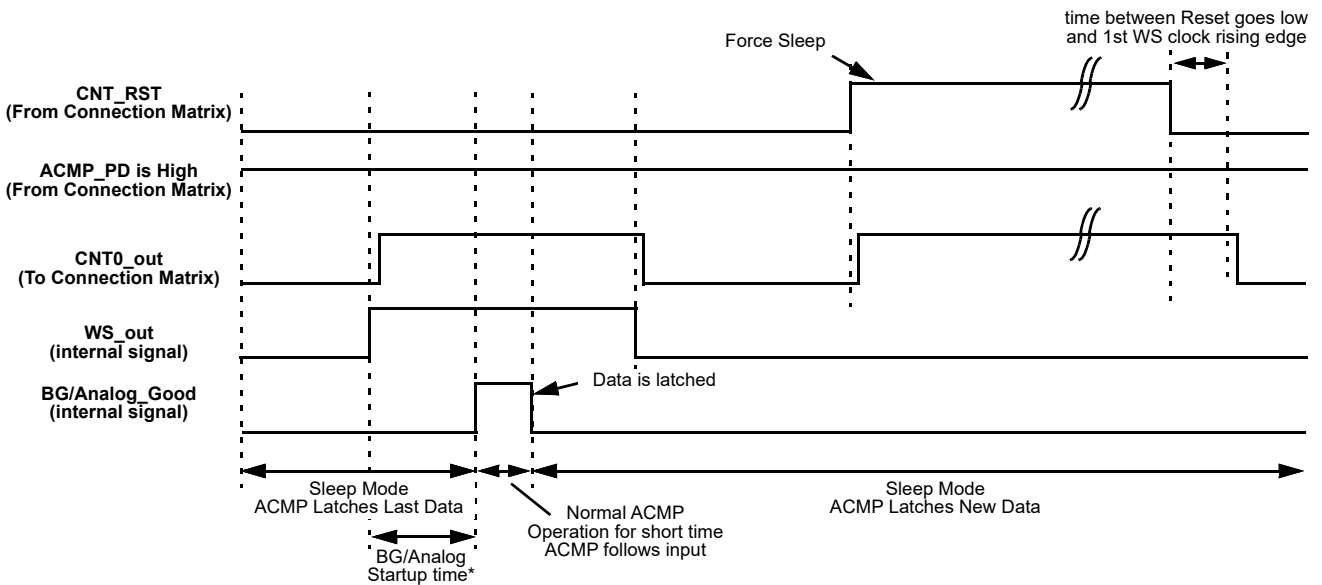 time between Reset goes low
and 1st WS clock rising edge
Force Sleep
CNT_RST
(From Connection Matrix)
ACMP_PD is High
(From Connection Matrix)
CNT0_out
(To Connection Matrix)
WS_out
(internal signal)
BG/Analog_Good
(internal signal)
Data is latched
Sleep Mode
ACMP Latches Last Data
Normal ACMP
Operation for short time
ACMP follows input
Sleep Mode
ACMP Latches New Data
BG/Analog
Startup time*